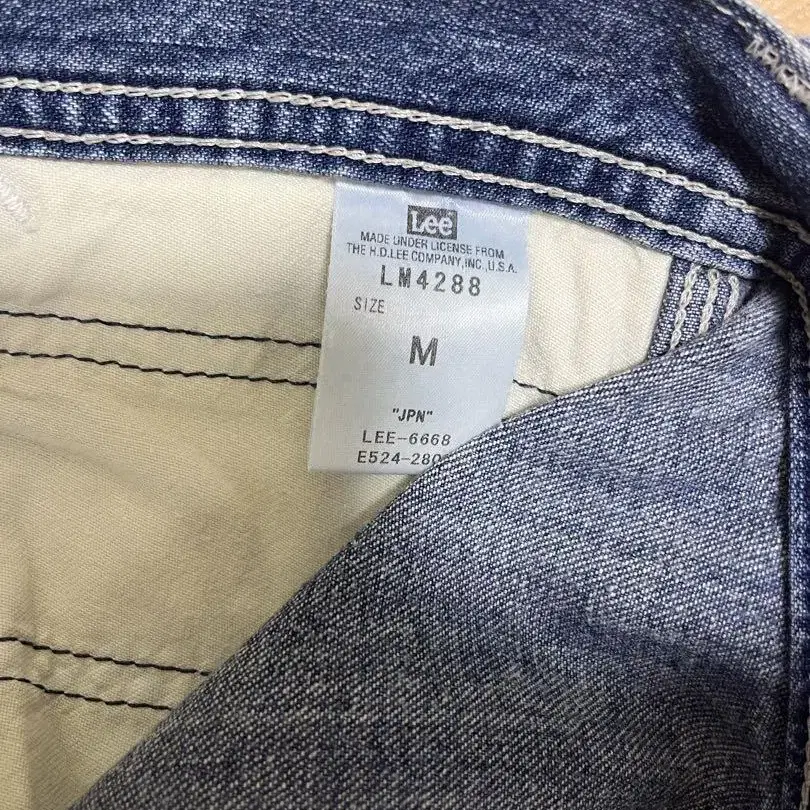 Lee
MADE UNDER LICENSE FROM
THE H.D.LEE COMPANY,INC.,U.S.A.
LM4288
SIZE
M
"JPN"
LEE-6668